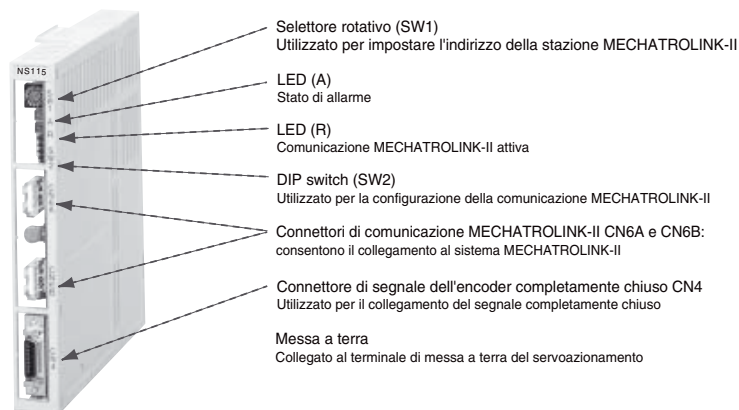 NS115
Selettore rotativo (SW1)
Utilizzato per impostare l'indirizzo della stazione MECHATROLINK-II
LED (A)
Stato di allarme
LED (R)
Comunicazione MECHATROLINK-II attiva
DIP switch (SW2)
Utilizzato per la configurazione della comunicazione MECHATROLINK-II
Connettori di comunicazione MECHATROLINK-II CN6A e CN6B:
consentono il collegamento al sistema MECHATROLINK-II
Connettore di segnale dell'encoder completamente chiuso CN4
Utilizzato per il collegamento del segnale completamente chiuso
Messa a terra
Collegato al terminale di messa a terra del servoazionamento